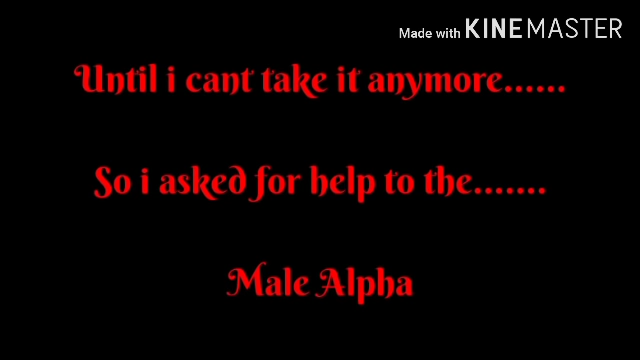 Made with KINEMASTER
Until i cant take it anymore......
So i asked for help to the.......
Male Alpha